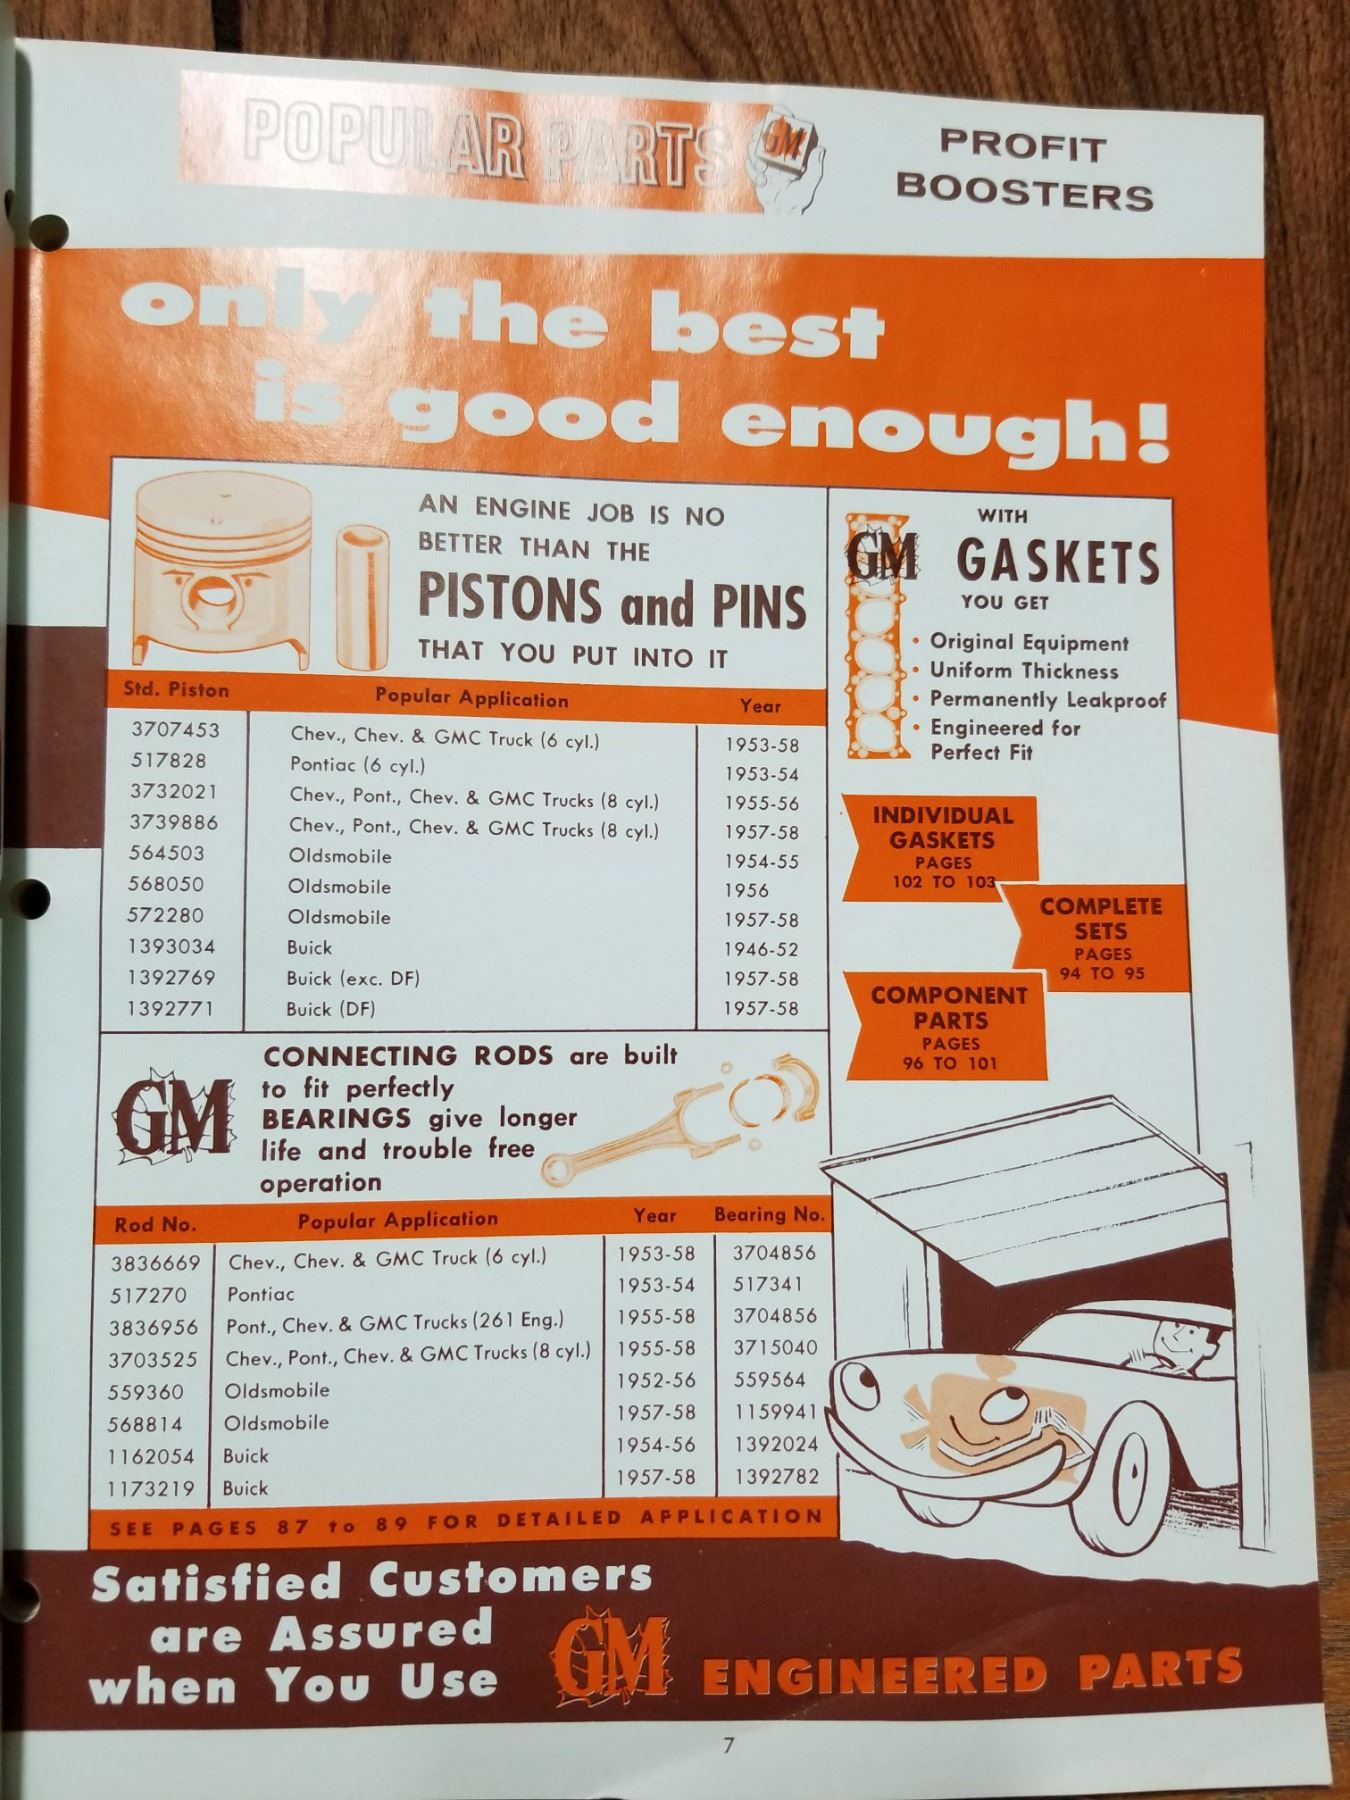 POPULAR PARTS GM
PROFIT
BOOSTERS
only the best
is good enough!
AN ENGINE JOB IS NO
BETTER THAN THE
PISTONS and PINS
THAT YOU PUT INTO IT
Std. Piston Popular Application Year
3707453 Chev., Chev. & GMC Truck (6 cyl.) 1953-58
517828 Pontiac (6 cyl.) 1953-54
3732021 Chev., Pont., Chev. & GMC Trucks (8 cyl.) 1955-56
3739886 Chev., Pont., Chev. & GMC Trucks (8 cyl.) 1957-58
564503 Oldsmobile 1954-55
568050 Oldsmobile 1956
572280 Oldsmobile 1957-58
1393034 Buick 1946-52
1392769 Buick (exc. DF) 1957-58
1392771 Buick (DF) 1957-58
GM
CONNECTING RODS are built
to fit perfectly
BEARINGS give longer
life and trouble free
operation
Rod No. Popular Application Year Bearing No.
3836669 Chev., Chev. & GMC Truck (6 cyl.) 1953-58 3704856
517270 Pontiac 1953-54 517341
3836956 Pont., Chev. & GMC Trucks (261 Eng.) 1955-58 3704856
3703525 Chev., Pont., Chev. & GMC Trucks (8 cyl.) 1955-58 3715040
559360 Oldsmobile 1952-56 559564
568814 Oldsmobile 1957-58 1159941
1162054 Buick 1954-56 1392024
1173219 Buick 1957-58 1392782
SEE PAGES 87 to 89 FOR DETAILED APPLICATION
WITH
GM GASKETS
YOU GET
• Original Equipment
• Uniform Thickness
• Permanently Leakproof
• Engineered for
Perfect Fit
INDIVIDUAL
GASKETS
PAGES
102 TO 103
COMPLETE
SETS
PAGES
94 TO 95
COMPONENT
PARTS
PAGES
96 TO 101
Satisfied Customers
are Assured
when You Use
GM ENGINEERED PARTS
7